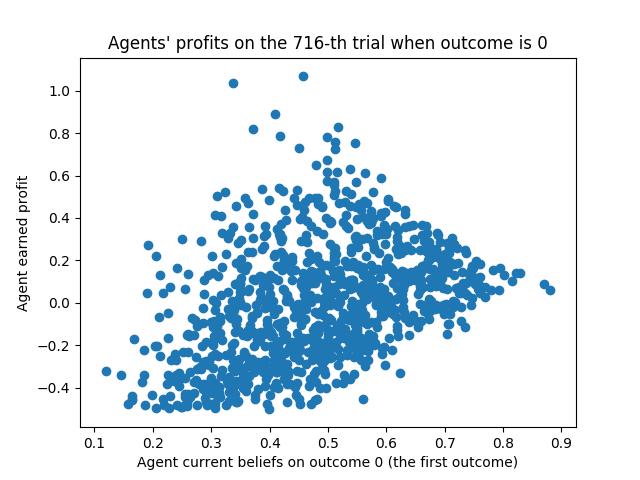 Agents' profits on the 716-th trial when outcome is 0
Agent earned profit
1.0
0.8
0.6
0.4
0.2
0.0
−0.2
−0.4
0.1 0.2 0.3 0.4 0.5 0.6 0.7 0.8 0.9
Agent current beliefs on outcome 0 (the first outcome)